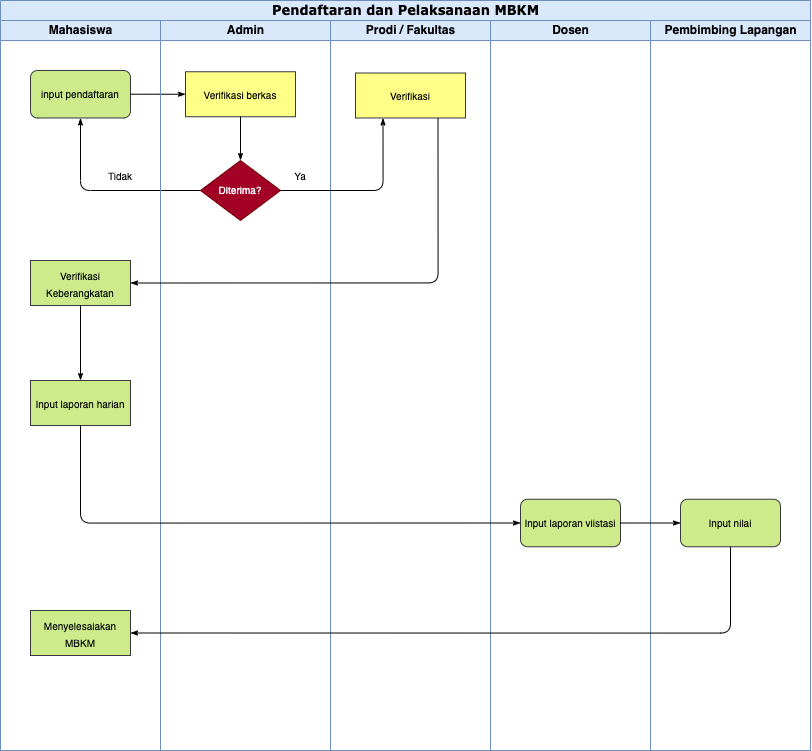 Pendaftaran dan Pelaksanaan MBKM
Mahasiswa
Admin
Prodi / Fakultas
Dosen
Pembimbing Lapangan
input pendaftaran
Verifikasi berkas
Verifikasi
Tidak
Diterima?
Ya
Verifikasi
Keberangkatan
Input laporan harian
Input laporan viistasi
Input nilai
Menyelesaiakan
MBKM